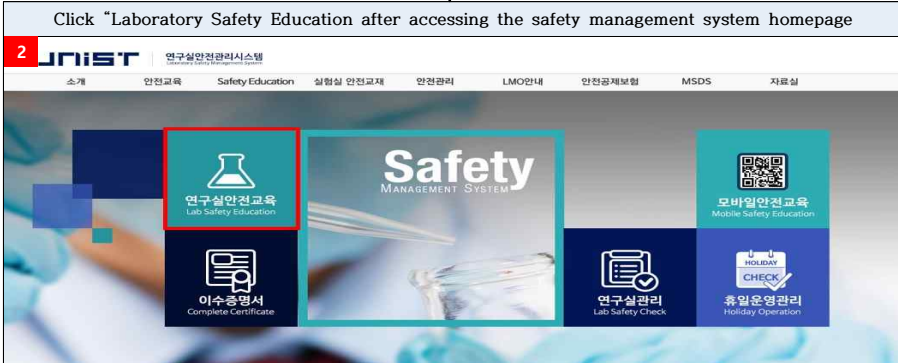 Click “Laboratory Safety Education after accessing the safety management system homepage
2
UNIST
연구실안전관리시스템
Laboratory Safety Management System
소개 안전교육 Safety Education 실험실 안전교재 안전관리 LMO안내 안전공제보험 MSDS 자료실
연구실안전교육
Lab Safety Education
Safety
MANAGEMENT SYSTEM
모바일안전교육
Mobile Safety Education
이수증명서
Complete Certificate
연구실관리
Lab Safety Check
HOLIDAY
CHECK
휴일운영관리
Holiday Operation